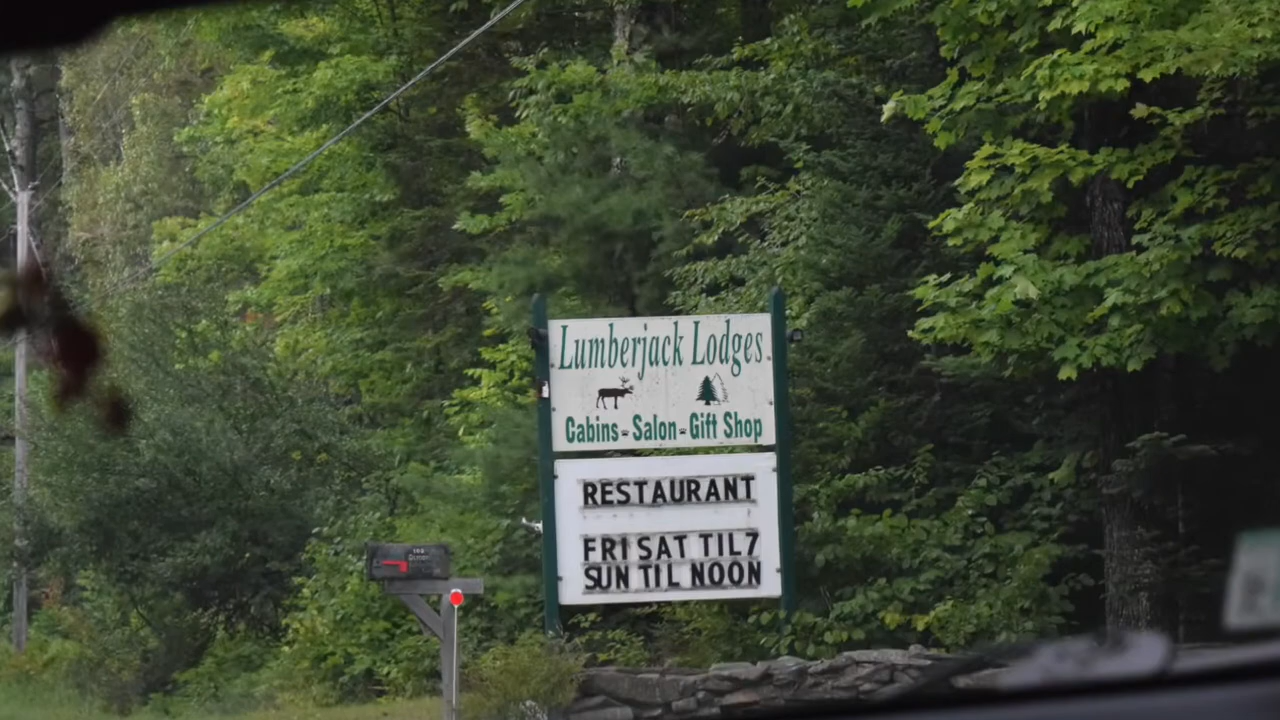 Lumberjack Lodges
Cabins - Salon - Gift Shop
RESTAURANT
FRI SAT TIL 7
SUN TIL NOON